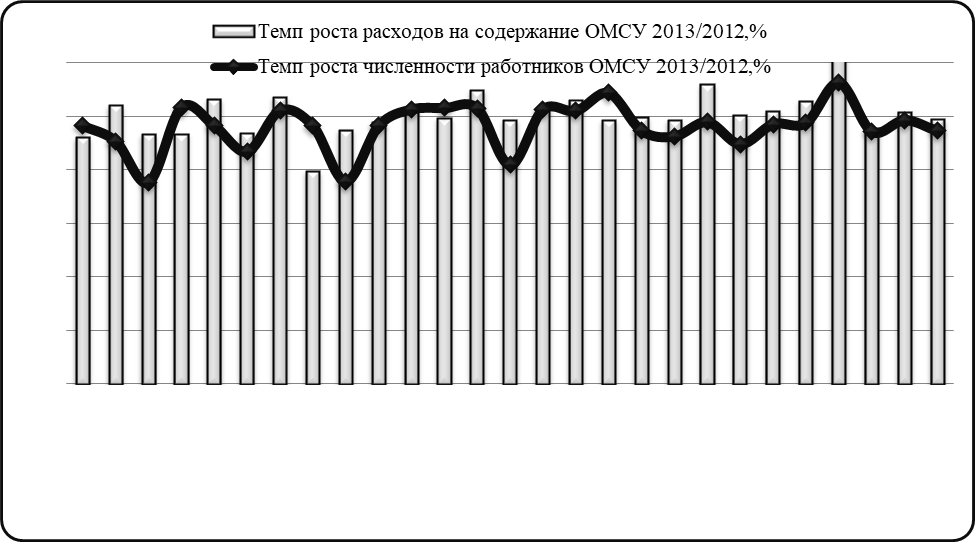 Темп роста расходов на содержание ОМСУ 2013/2012,%
Темп роста численности работников ОМСУ 2013/2012,%